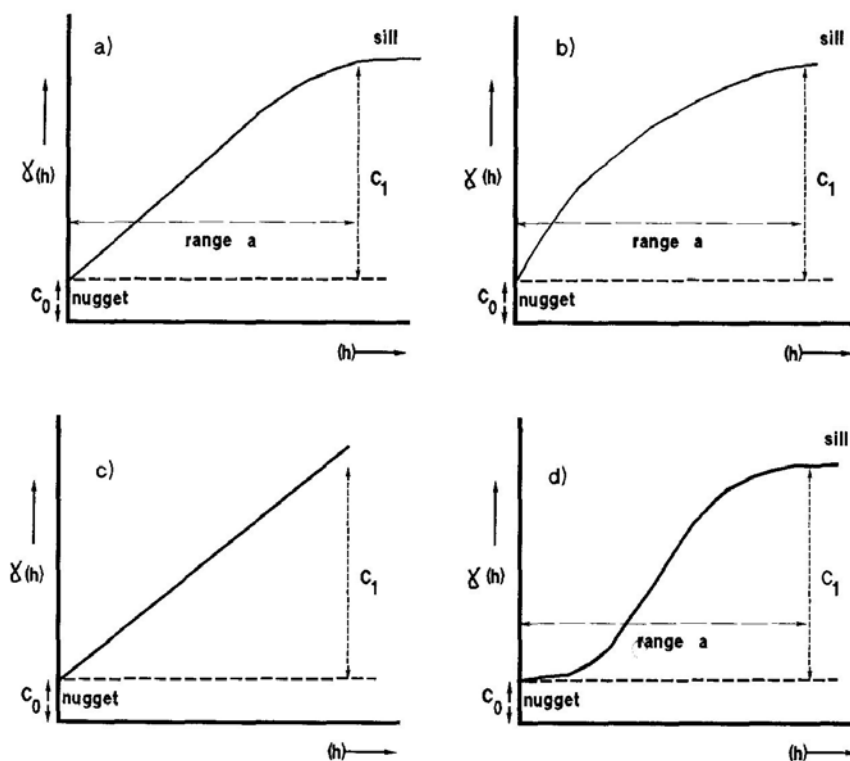 a)
sill
ɣ(h)
C1
range a
C0
nugget
(h)
b)
sill
ɣ(h)
C1
range a
C0
nugget
(h)
c)
ɣ(h)
C1
C0
nugget
(h)
d)
sill
ɣ(h)
C1
range a
C0
nugget
(h)